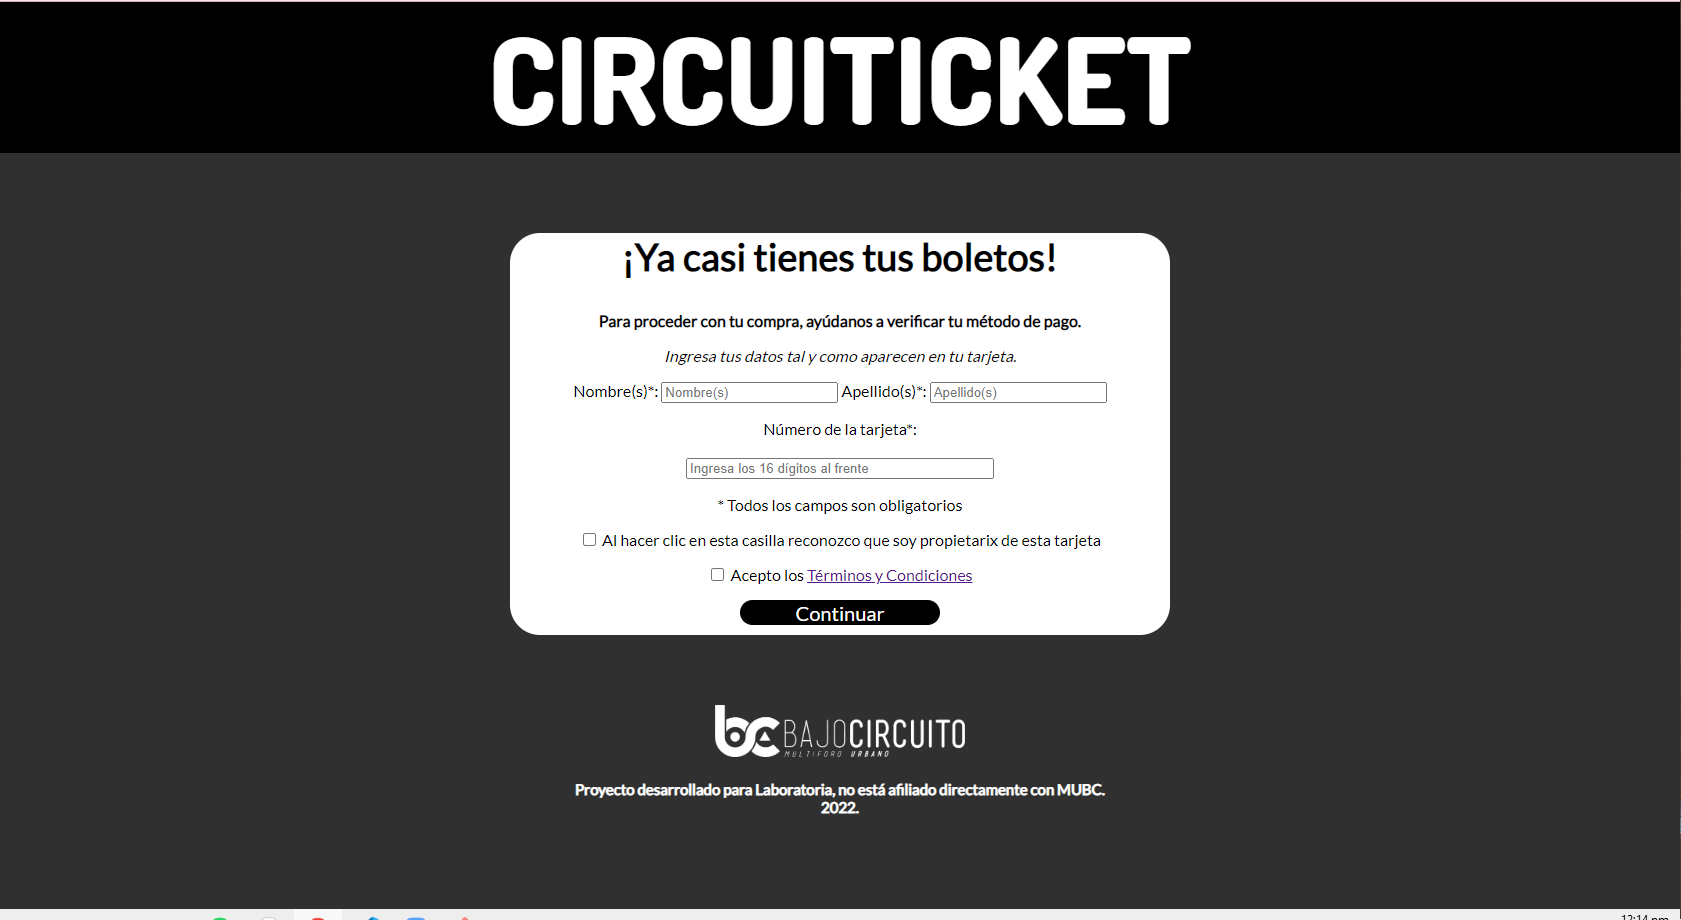 CIRCUITICKET
¡Ya casi tienes tus boletos!
Para proceder con tu compra, ayúdanos a verificar tu método de pago.
Ingresa tus datos tal y como aparecen en tu tarjeta.
Nombre(s)*: Nombre(s) Apellido(s)*: Apellido(s)
Número de la tarjeta*:
Ingresa los 16 dígitos al frente
* Todos los campos son obligatorios
Al hacer clic en esta casilla reconozco que soy propietarix de esta tarjeta
Acepto los Términos y Condiciones
Continuar
bc BAJOCIRCUITO
MULTIFORO URBANO
Proyecto desarrollado para Laboratoria, no está afiliado directamente con MUBC.
2022.
12:14 pm